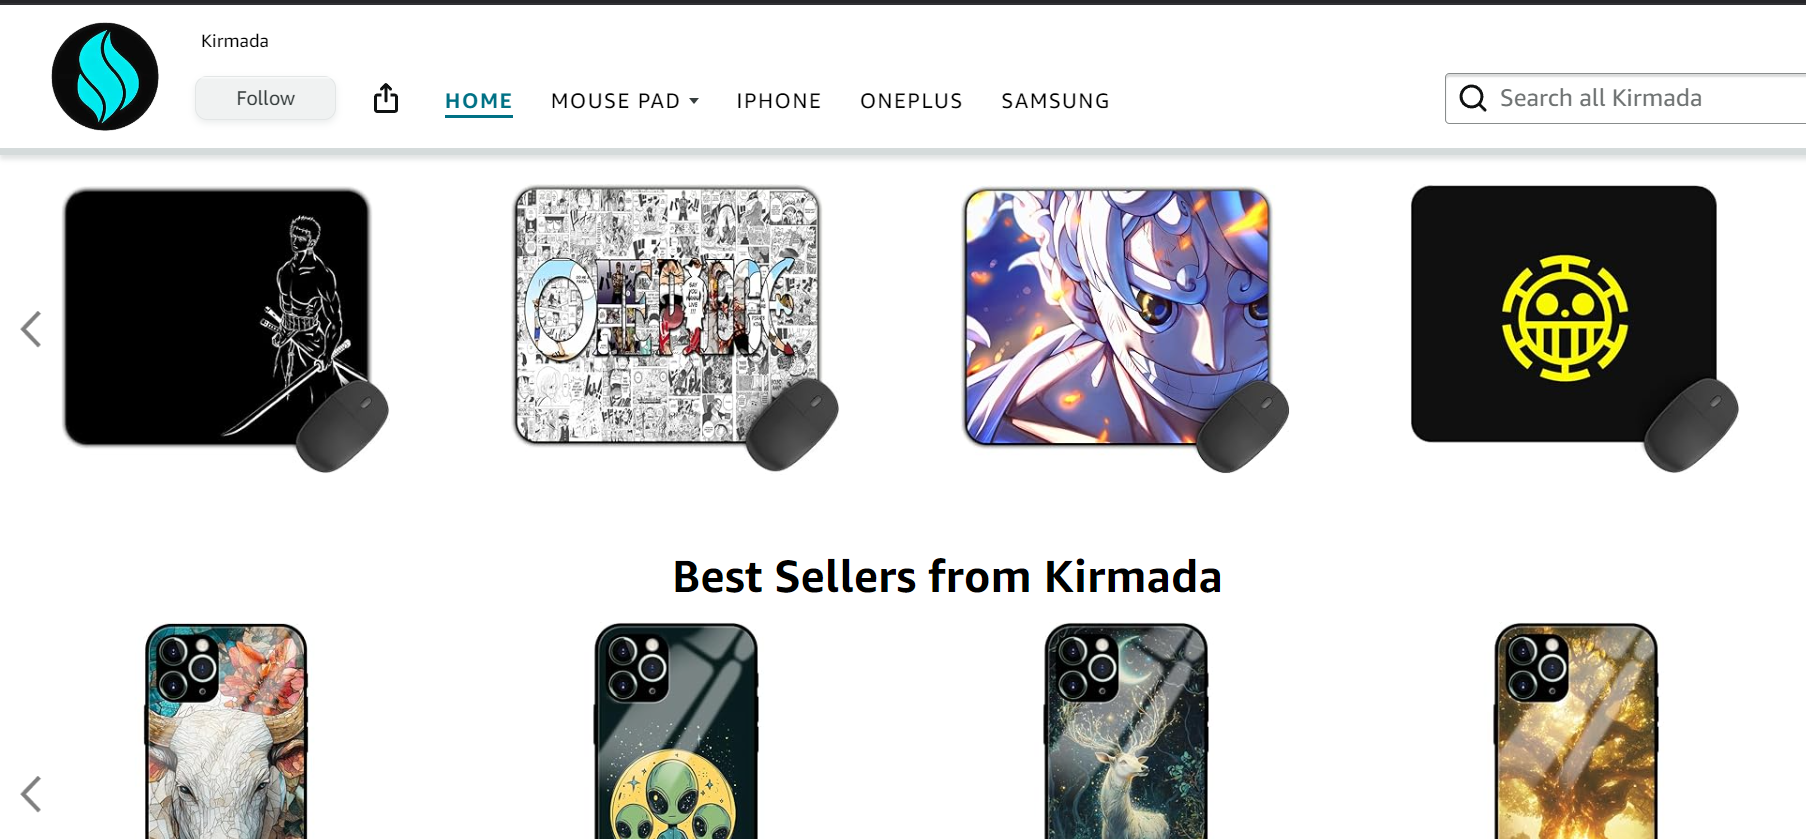 Kirmada
Follow
HOME
MOUSE PAD
IPHONE
ONEPLUS
SAMSUNG
Search all Kirmada
ONE PIECE
Best Sellers from Kirmada